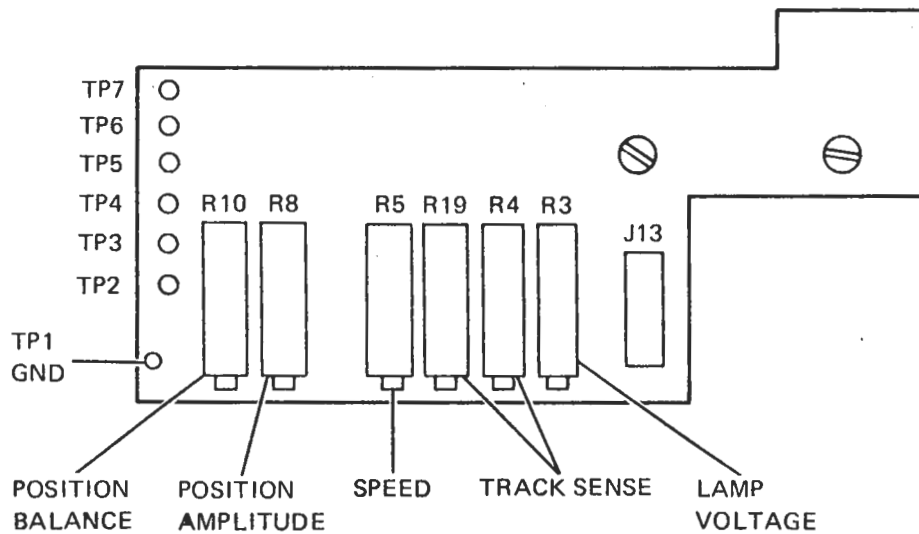 TP7
TP6
TP5
TP4
TP3
TP2
TP1
GND
R10 R8 R5 R19 R4 R3
J13
POSITION
BALANCE
POSITION
AMPLITUDE
SPEED
TRACK SENSE
LAMP
VOLTAGE